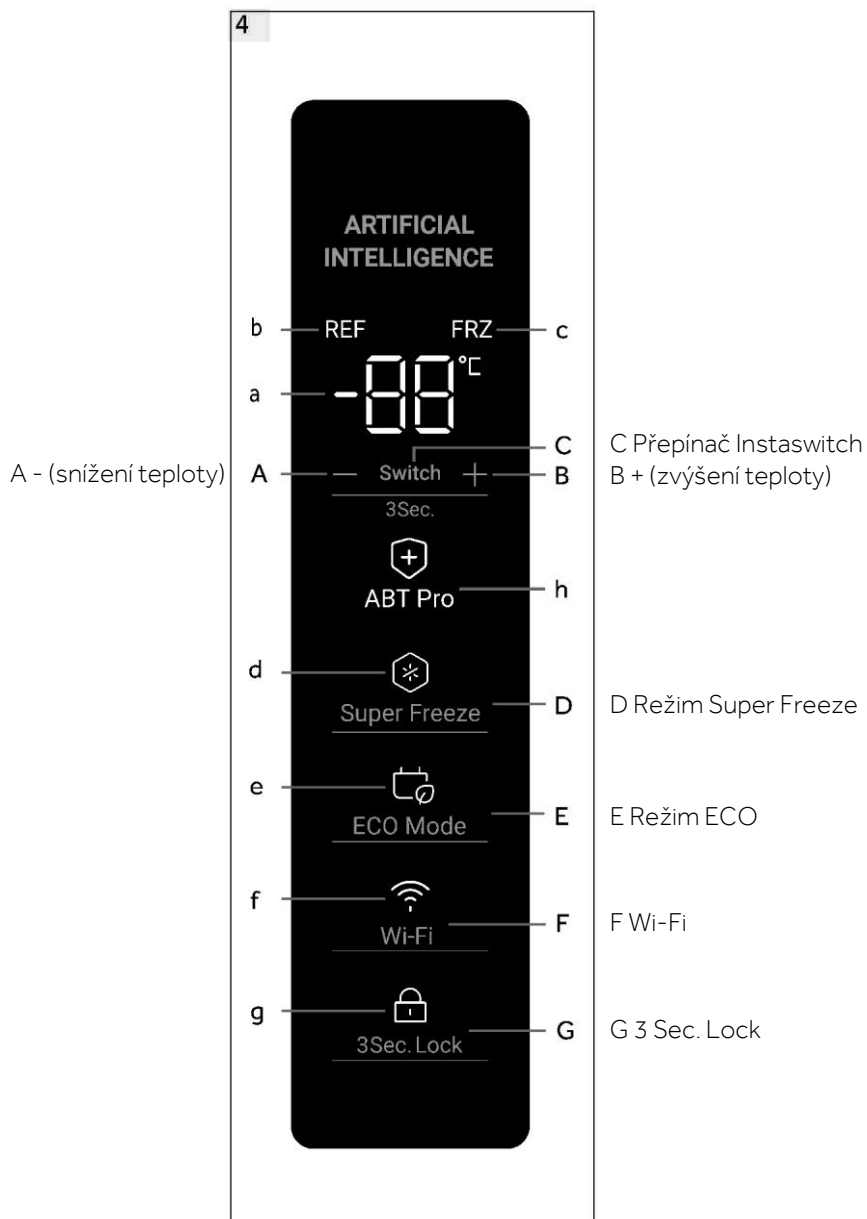 4
ARTIFICIAL
INTELLIGENCE
b REF FRZ c
a -88 °C
C C Přepínač Instaswitch
A - (snížení teploty) A — Switch + B B + (zvýšení teploty)
3Sec.
ABT Pro h
d
Super Freeze D D Režim Super Freeze
e
ECO Mode E E Režim ECO
f
Wi-Fi F F Wi-Fi
g
3Sec. Lock G G 3 Sec. Lock